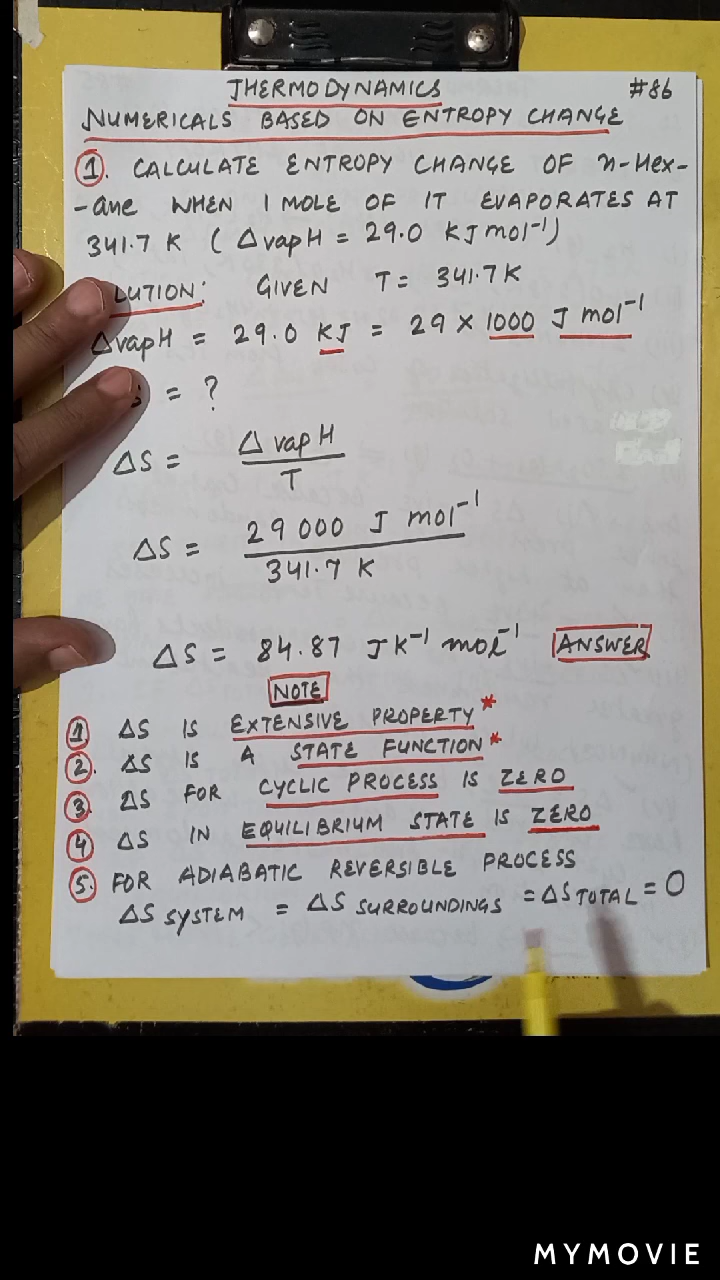 THERMODYNAMICS #86
NUMERICALS BASED ON ENTROPY CHANGE
1. CALCULATE ENTROPY CHANGE OF n-Hex-
-ane WHEN 1 MOLE OF IT EVAPORATES AT
341.7 K ( ΔvapH = 29.0 KJ mol⁻¹)
LUTION: GIVEN T = 341.7 K
ΔvapH = 29.0 KJ = 29 × 1000 J mol⁻¹
= ?
ΔS = Δ vap H
T
ΔS = 29000 J mol⁻¹
341.7 K
ΔS = 84.87 J K⁻¹ mol⁻¹ ANSWER
NOTE
1. ΔS IS EXTENSIVE PROPERTY*
2. ΔS IS A STATE FUNCTION*
3. ΔS FOR CYCLIC PROCESS IS ZERO
4 ΔS IN EQUILIBRIUM STATE IS ZERO
5. FOR ADIABATIC REVERSIBLE PROCESS
ΔS SYSTEM = ΔS SURROUNDINGS = ΔS TOTAL = 0
MYMOVIE